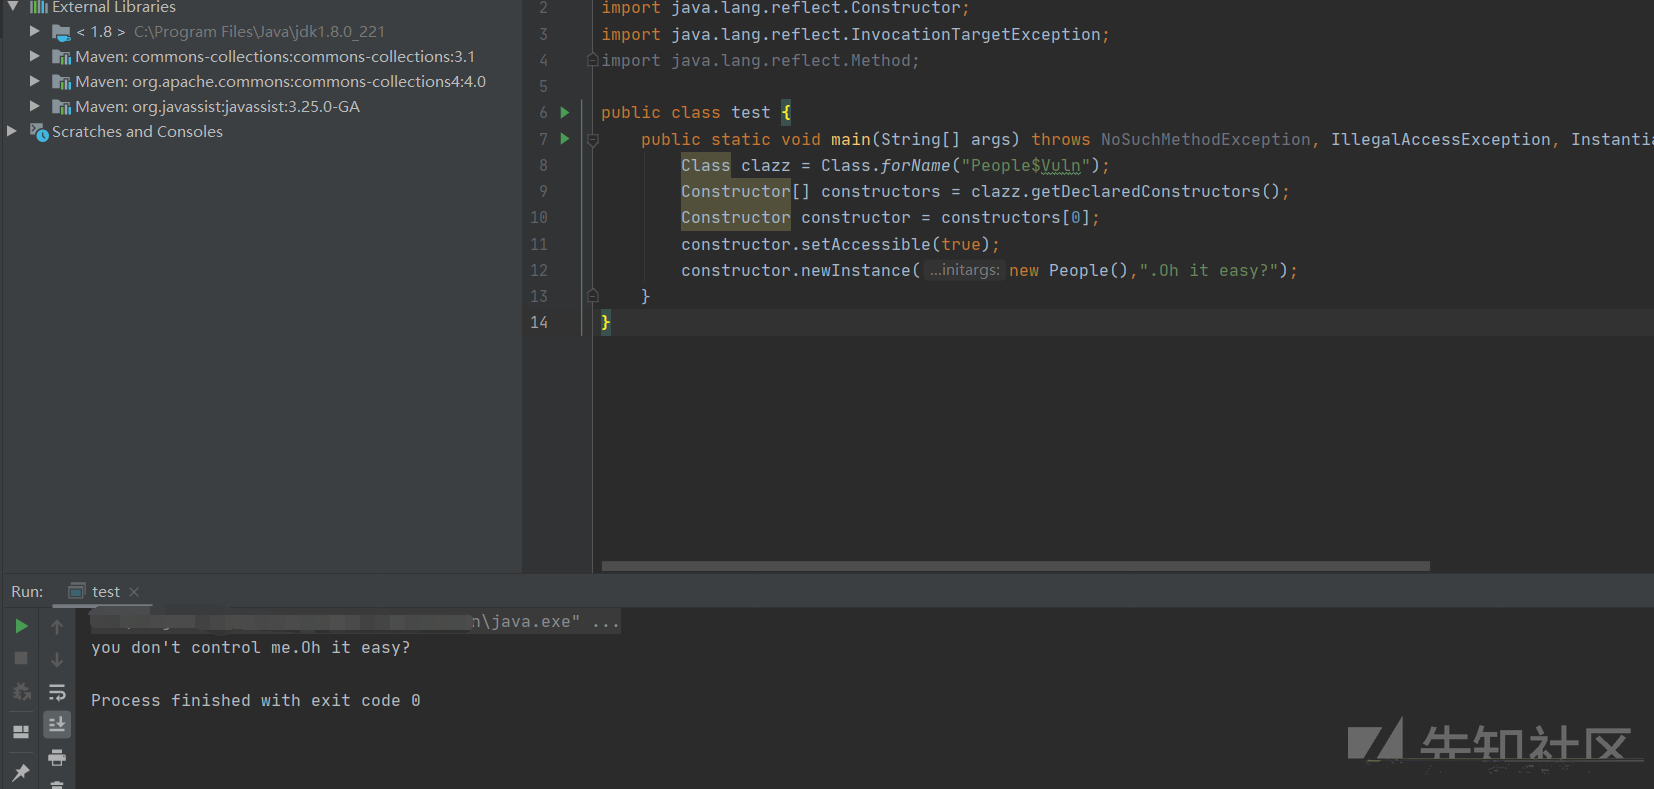 External Libraries
< 1.8 > C:\Program Files\Java\jdk1.8.0_221
Maven: commons-collections:commons-collections:3.1
Maven: org.apache.commons:commons-collections4:4.0
Maven: org.javassist:javassist:3.25.0-GA
Scratches and Consoles
2 import java.lang.reflect.Constructor;
3 import java.lang.reflect.InvocationTargetException;
4 import java.lang.reflect.Method;
5
6 public class test {
7 public static void main(String[] args) throws NoSuchMethodException, IllegalAccessException, Instantia
8 Class clazz = Class.forName("People$Vuln");
9 Constructor[] constructors = clazz.getDeclaredConstructors();
10 Constructor constructor = constructors[0];
11 constructor.setAccessible(true);
12 constructor.newInstance( ...initargs: new People(),".Oh it easy?");
13 }
14 }
Run: test
n\java.exe" ...
you don't control me.Oh it easy?
Process finished with exit code 0
先知社区